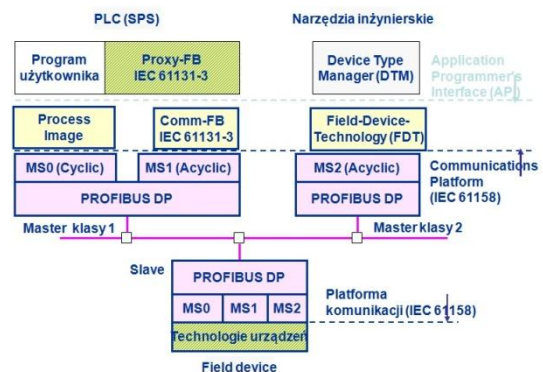 PLC (SPS)
Narzędzia inżynierskie
Program
użytkownika
Proxy-FB
IEC 61131-3
Device Type
Manager (DTM)
Application
Programmer's
Interface (API)
Process
Image
Comm-FB
IEC 61131-3
Field-Device-
Technology (FDT)
MS0 (Cyclic)
MS1 (Acyclic)
MS2 (Acyclic)
Communications
Platform
(IEC 61158)
PROFIBUS DP
PROFIBUS DP
Master klasy 1
Master klasy 2
Slave
PROFIBUS DP
MS0
MS1
MS2
Platforma
komunikacji (IEC 61158)
Technologie urządzeń
Field device